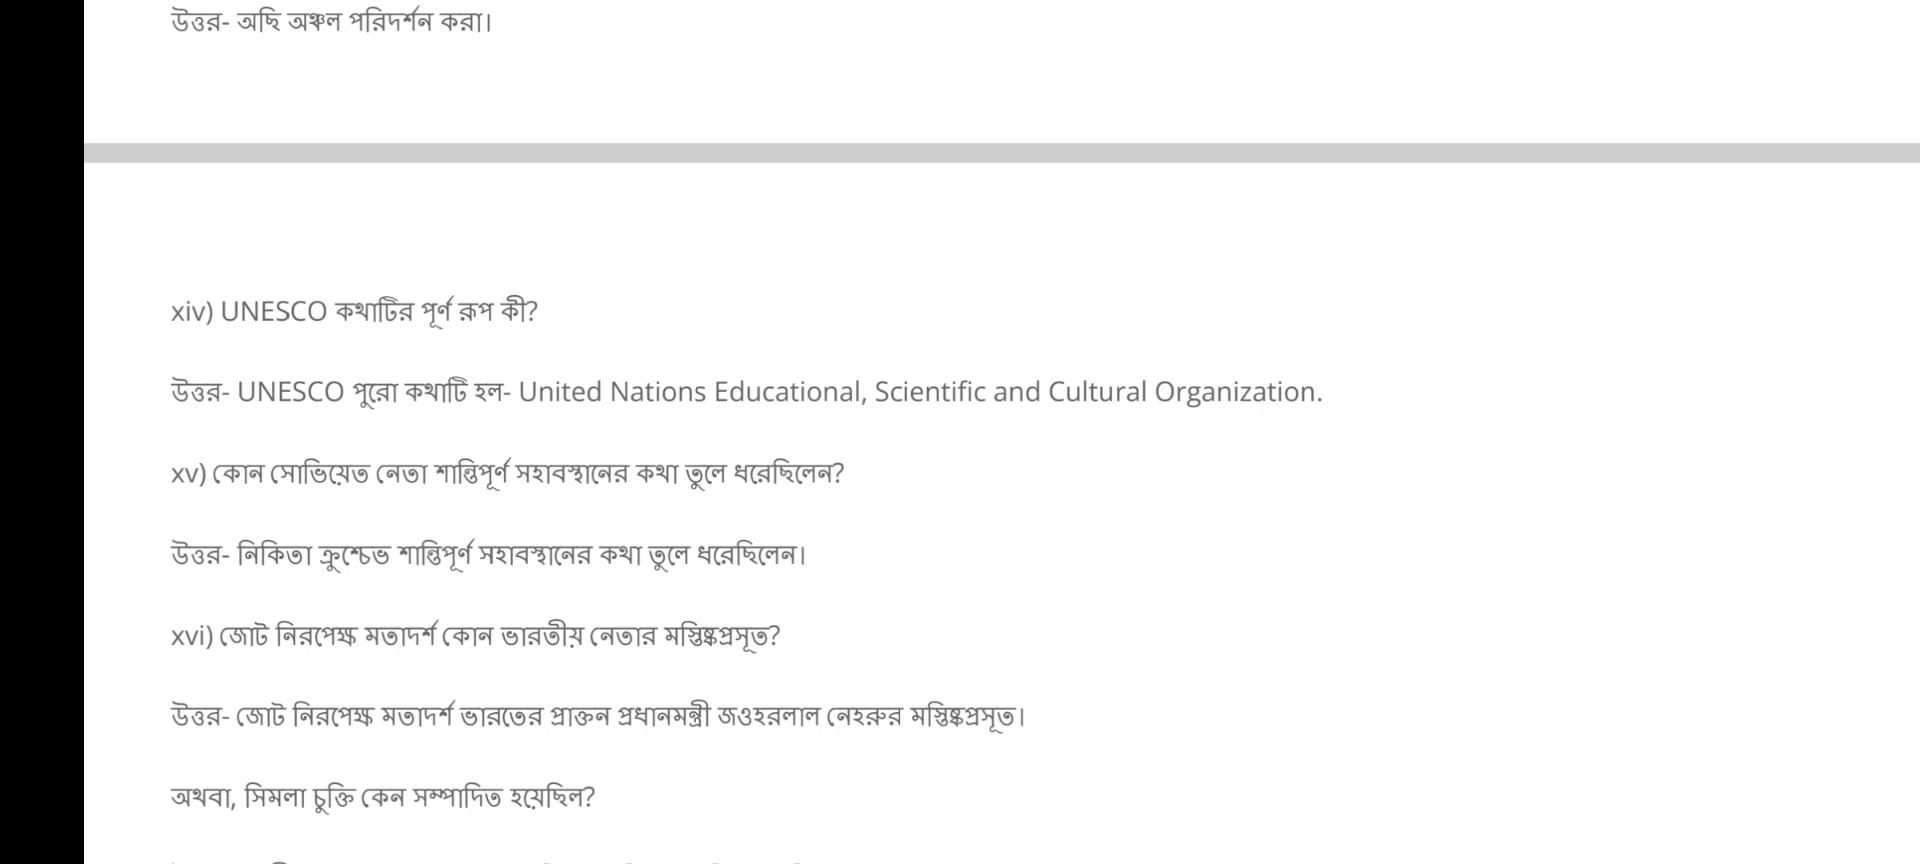 উত্তর- অছি অঞ্চল পরিদর্শন করা।
xiv) UNESCO কথাটির পূর্ণ রূপ কী?
উত্তর- UNESCO পুরো কথাটি হল- United Nations Educational, Scientific and Cultural Organization.
xv) কোন সোভিয়েত নেতা শান্তিপূর্ণ সহাবস্থানের কথা তুলে ধরেছিলেন?
উত্তর- নিকিতা ক্রুশ্চেভ শান্তিপূর্ণ সহাবস্থানের কথা তুলে ধরেছিলেন।
xvi) জোট নিরপেক্ষ মতাদর্শ কোন ভারতীয় নেতার মস্তিষ্কপ্রসূত?
উত্তর- জোট নিরপেক্ষ মতাদর্শ ভারতের প্রাক্তন প্রধানমন্ত্রী জওহরলাল নেহরুর মস্তিষ্কপ্রসূত।
অথবা, সিমলা চুক্তি কেন সম্পাদিত হয়েছিল?